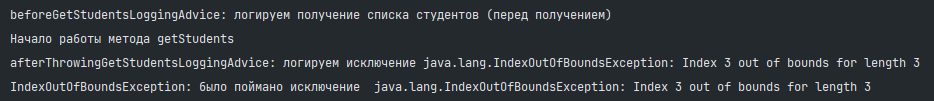 beforeGetStudentsLoggingAdvice: логируем получение списка студентов (перед получением)
Начало работы метода getStudents
afterThrowingGetStudentsLoggingAdvice: логируем исключение java.lang.IndexOutOfBoundsException: Index 3 out of bounds for length 3
IndexOutOfBoundsException: было поймано исключение  java.lang.IndexOutOfBoundsException: Index 3 out of bounds for length 3